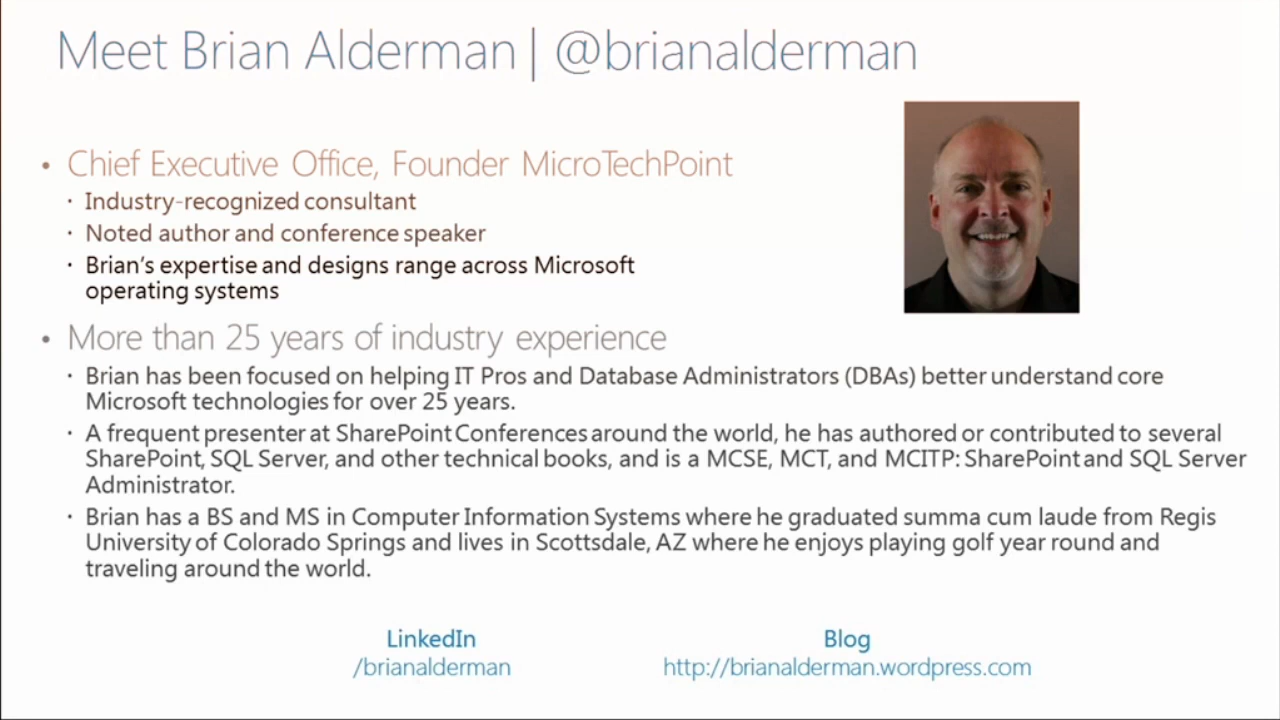 Meet Brian Alderman | @brianalderman
• Chief Executive Office, Founder MicroTechPoint
• Industry-recognized consultant
• Noted author and conference speaker
• Brian's expertise and designs range across Microsoft
operating systems
• More than 25 years of industry experience
• Brian has been focused on helping IT Pros and Database Administrators (DBAs) better understand core
Microsoft technologies for over 25 years.
• A frequent presenter at SharePoint Conferences around the world, he has authored or contributed to several
SharePoint, SQL Server, and other technical books, and is a MCSE, MCT, and MCITP: SharePoint and SQL Server
Administrator.
• Brian has a BS and MS in Computer Information Systems where he graduated summa cum laude from Regis
University of Colorado Springs and lives in Scottsdale, AZ where he enjoys playing golf year round and
traveling around the world.
LinkedIn
/brianalderman
Blog
http://brianalderman.wordpress.com